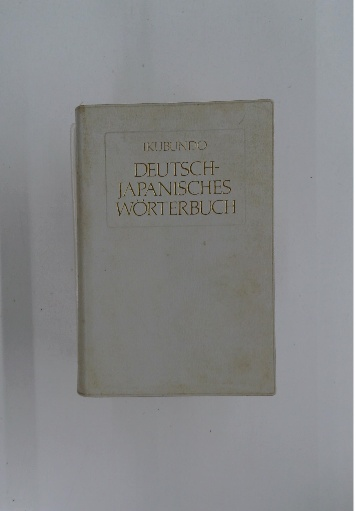 IKUBUNDO
DEUTSCH-
JAPANISCHES
WÖRTERBUCH